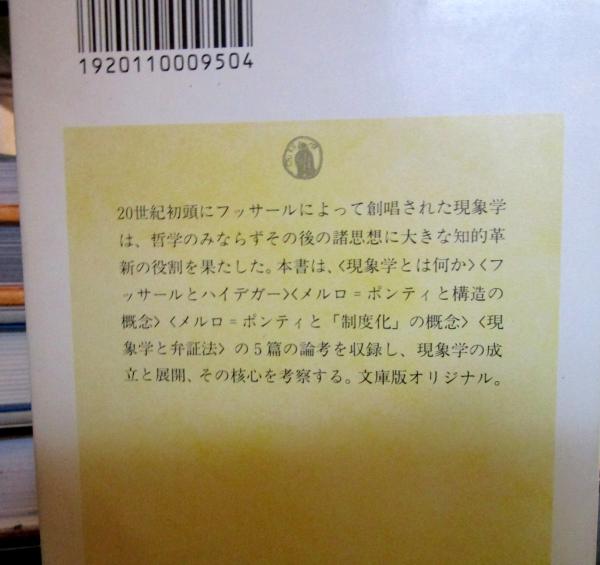 1920110009504
20世紀初頭にフッサールによって創唱された現象学
は、哲学のみならずその後の諸思想に大きな知的革
新の役割を果たした。本書は、〈現象学とは何か〉〈フ
ッサールとハイデガー〉〈メルロ＝ポンティと構造の
概念〉〈メルロ＝ポンティと「制度化」の概念〉〈現
象学と弁証法〉の5篇の論考を収録し、現象学の成
立と展開、その核心を考察する。文庫版オリジナル。